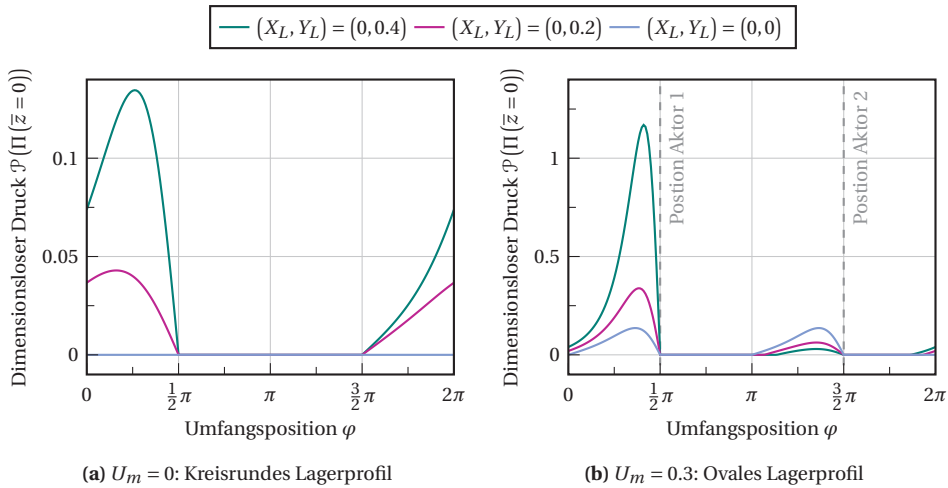 (X_L, Y_L) = (0, 0.4) (X_L, Y_L) = (0, 0.2) (X_L, Y_L) = (0, 0)
Dimensionsloser Druck 𝒫(Π(z̅ = 0))
0.1
0.05
0
0 ½π π 3/2π 2π
Umfangsposition φ
(a) U_m = 0: Kreisrundes Lagerprofil
Dimensionsloser Druck 𝒫(Π(z̅ = 0))
1
0.5
0
Postion Aktor 1
Postion Aktor 2
0 ½π π 3/2π 2π
Umfangsposition φ
(b) U_m = 0.3: Ovales Lagerprofil